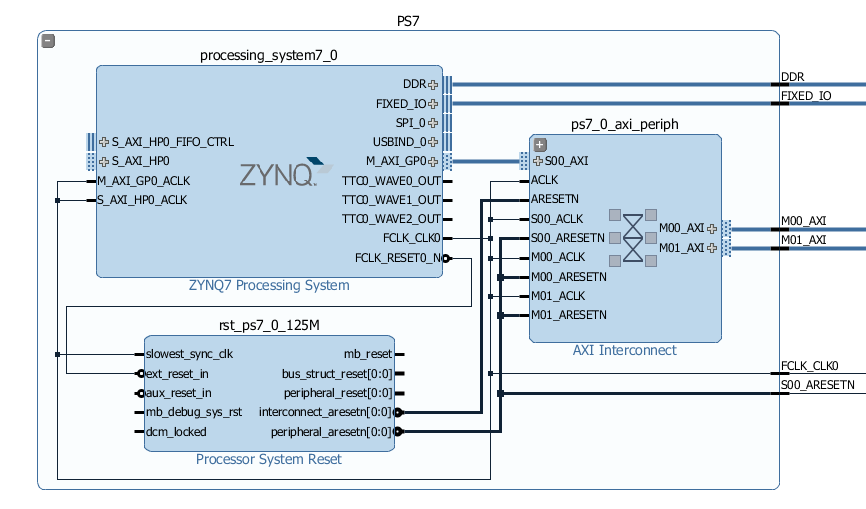 PS7
processing_system7_0
DDR
FIXED_IO
SPI_0
S_AXI_HP0_FIFO_CTRL
USBIND_0
S_AXI_HP0
M_AXI_GP0
M_AXI_GP0_ACLK
TTC0_WAVE0_OUT
S_AXI_HP0_ACLK
TTC0_WAVE1_OUT
TTC0_WAVE2_OUT
FCLK_CLK0
FCLK_RESET0_N
ZYNQ
ZYNQ7 Processing System
ps7_0_axi_periph
S00_AXI
ACLK
ARESETN
S00_ACLK
S00_ARESETN
M00_ACLK
M00_ARESETN
M01_ACLK
M01_ARESETN
M00_AXI
M01_AXI
AXI Interconnect
rst_ps7_0_125M
slowest_sync_clk
ext_reset_in
aux_reset_in
mb_debug_sys_rst
dcm_locked
mb_reset
bus_struct_reset[0:0]
peripheral_reset[0:0]
interconnect_aresetn[0:0]
peripheral_aresetn[0:0]
Processor System Reset
DDR
FIXED_IO
M00_AXI
M01_AXI
FCLK_CLK0
S00_ARESETN